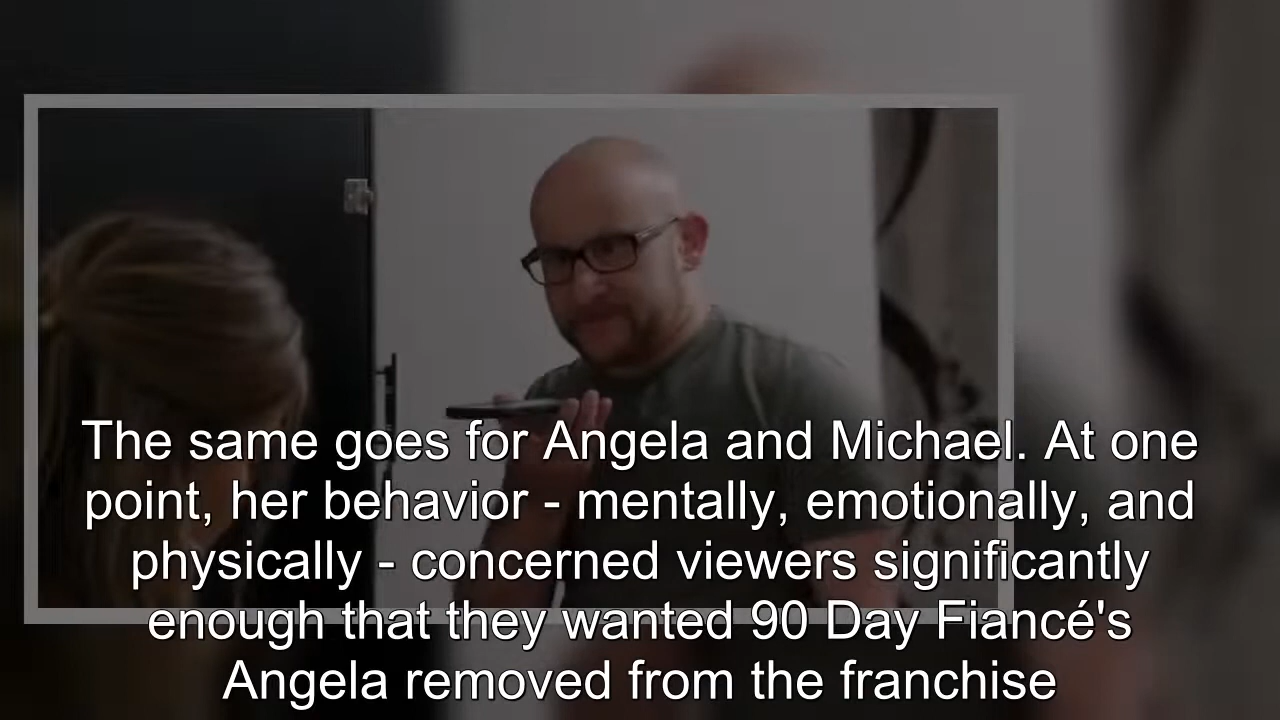 The same goes for Angela and Michael. At one
point, her behavior - mentally, emotionally, and
physically - concerned viewers significantly
enough that they wanted 90 Day Fiancé's
Angela removed from the franchise